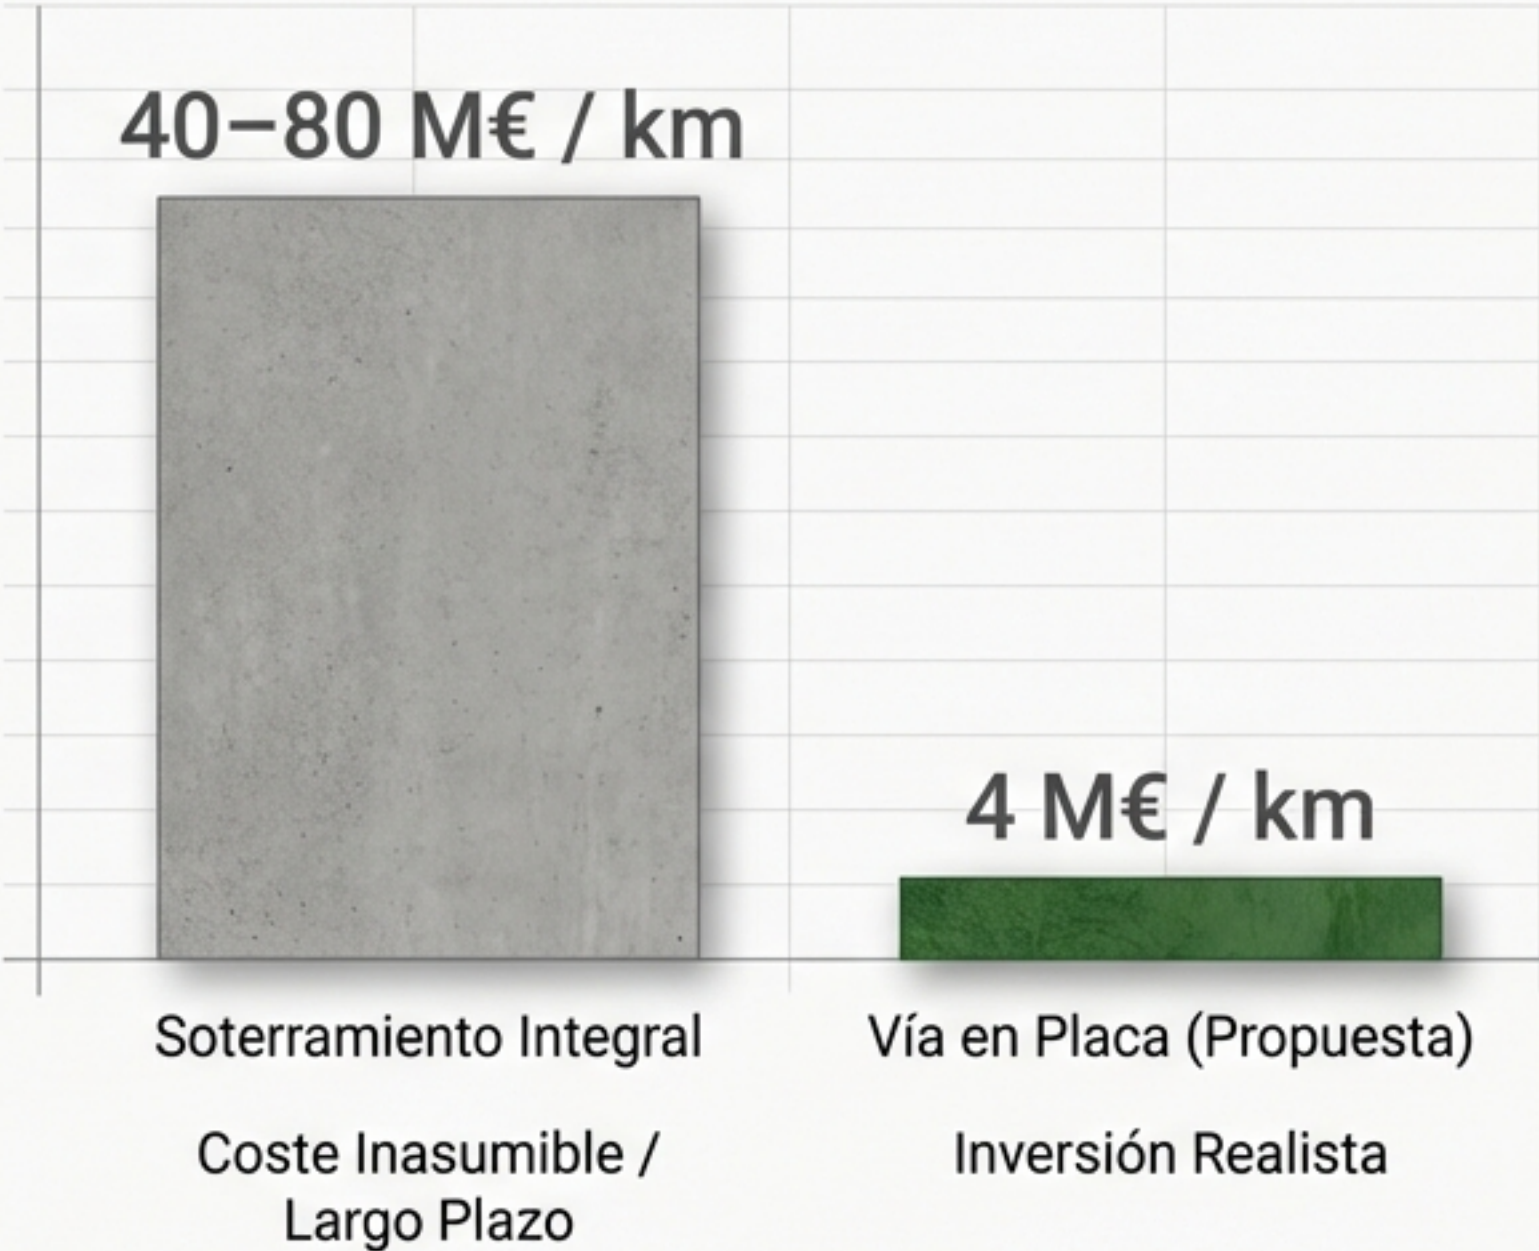 40–80 M€ / km
4 M€ / km
Soterramiento Integral
Vía en Placa (Propuesta)
Coste Inasumible /
Largo Plazo
Inversión Realista